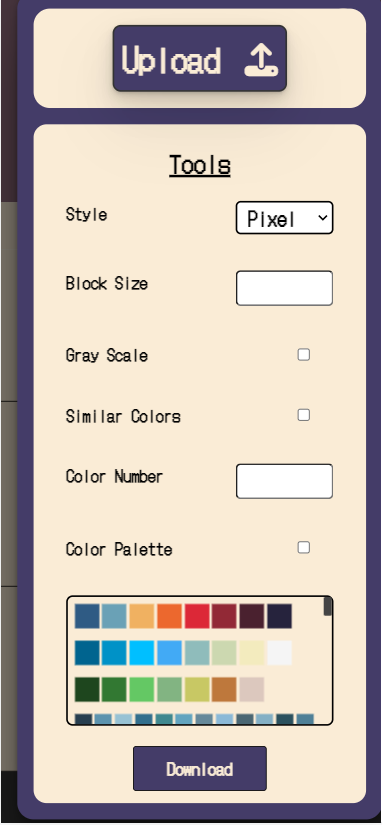 Upload
Tools
Style
Pixel
Block Size
Gray Scale
Similar Colors
Color Number
Color Palette
Download